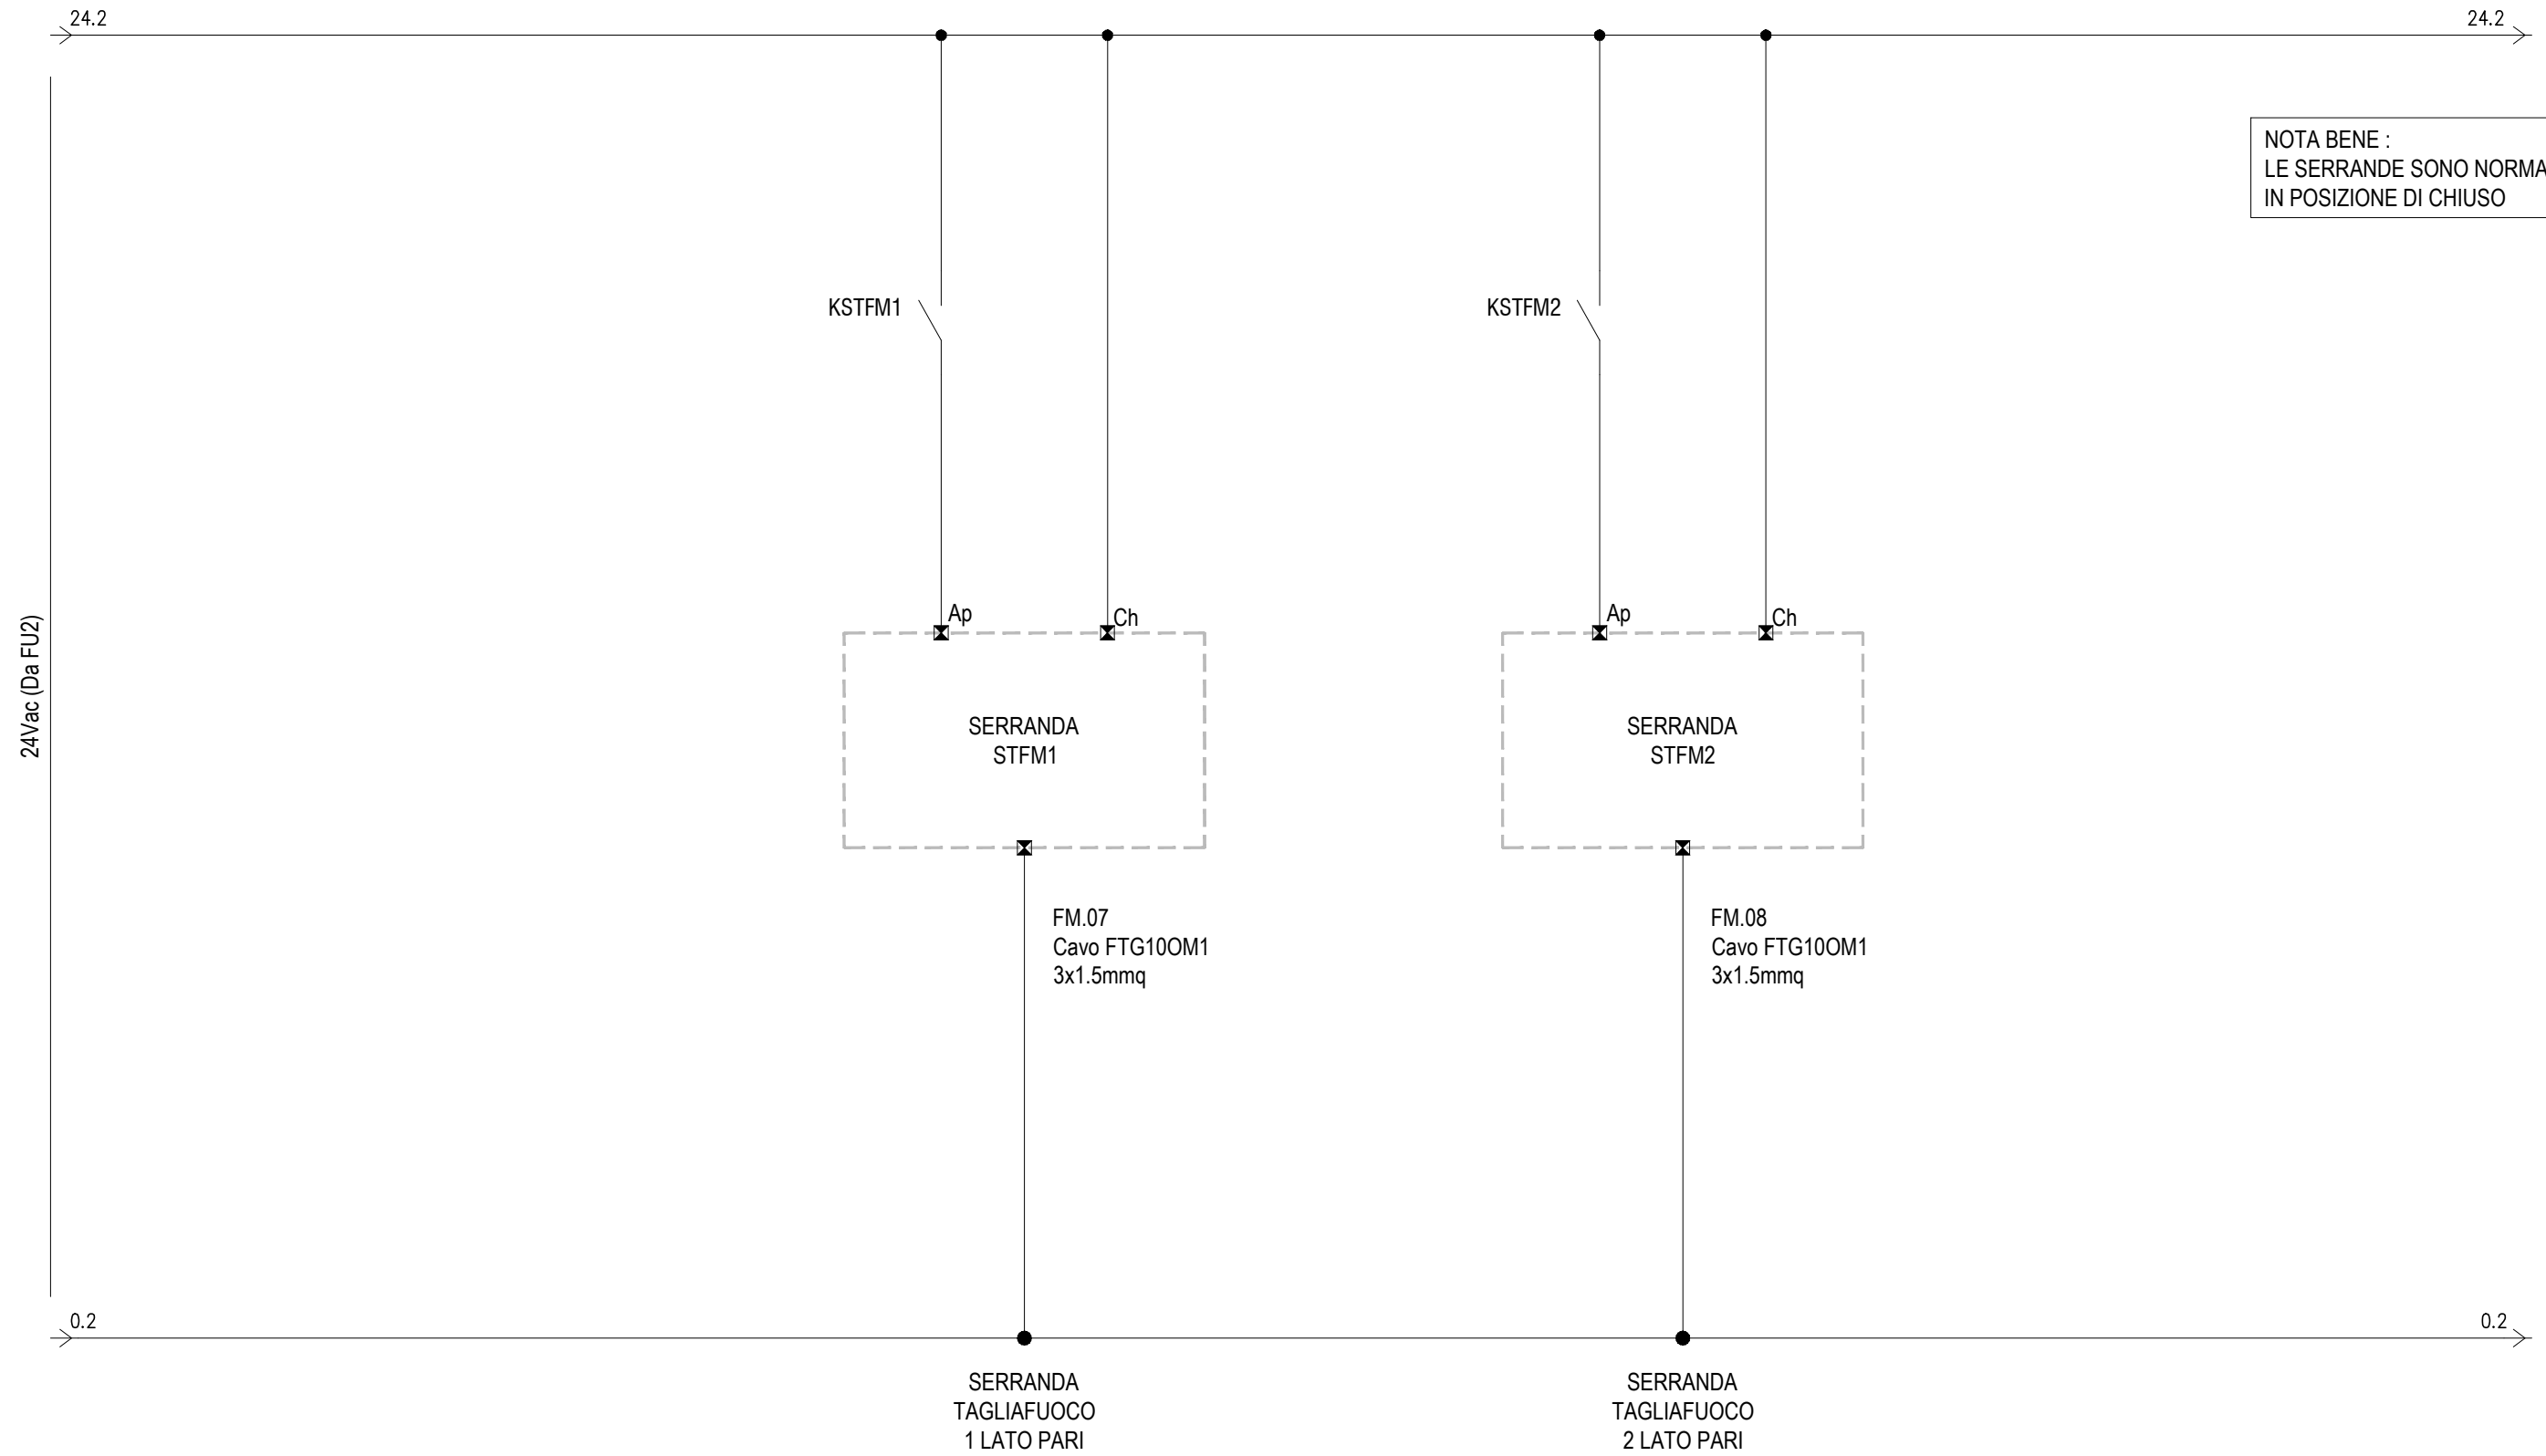 24.2
24.2
NOTA BENE :
LE SERRANDE SONO
IN POSIZIONE DI CHIUSO
KSTFM1
KSTFM2
Ap
Ch
Ap
Ch
24Vac (Da FU2)
SERRANDA
STFM1
SERRANDA
STFM2
FM.07
Cavo FTG10OM1
3x1.5mmq
FM.08
Cavo FTG10OM1
3x1.5mmq
0.2
0.2
SERRANDA
TAGLIAFUOCO
1 LATO PARI
SERRANDA
TAGLIAFUOCO
2 LATO PARI